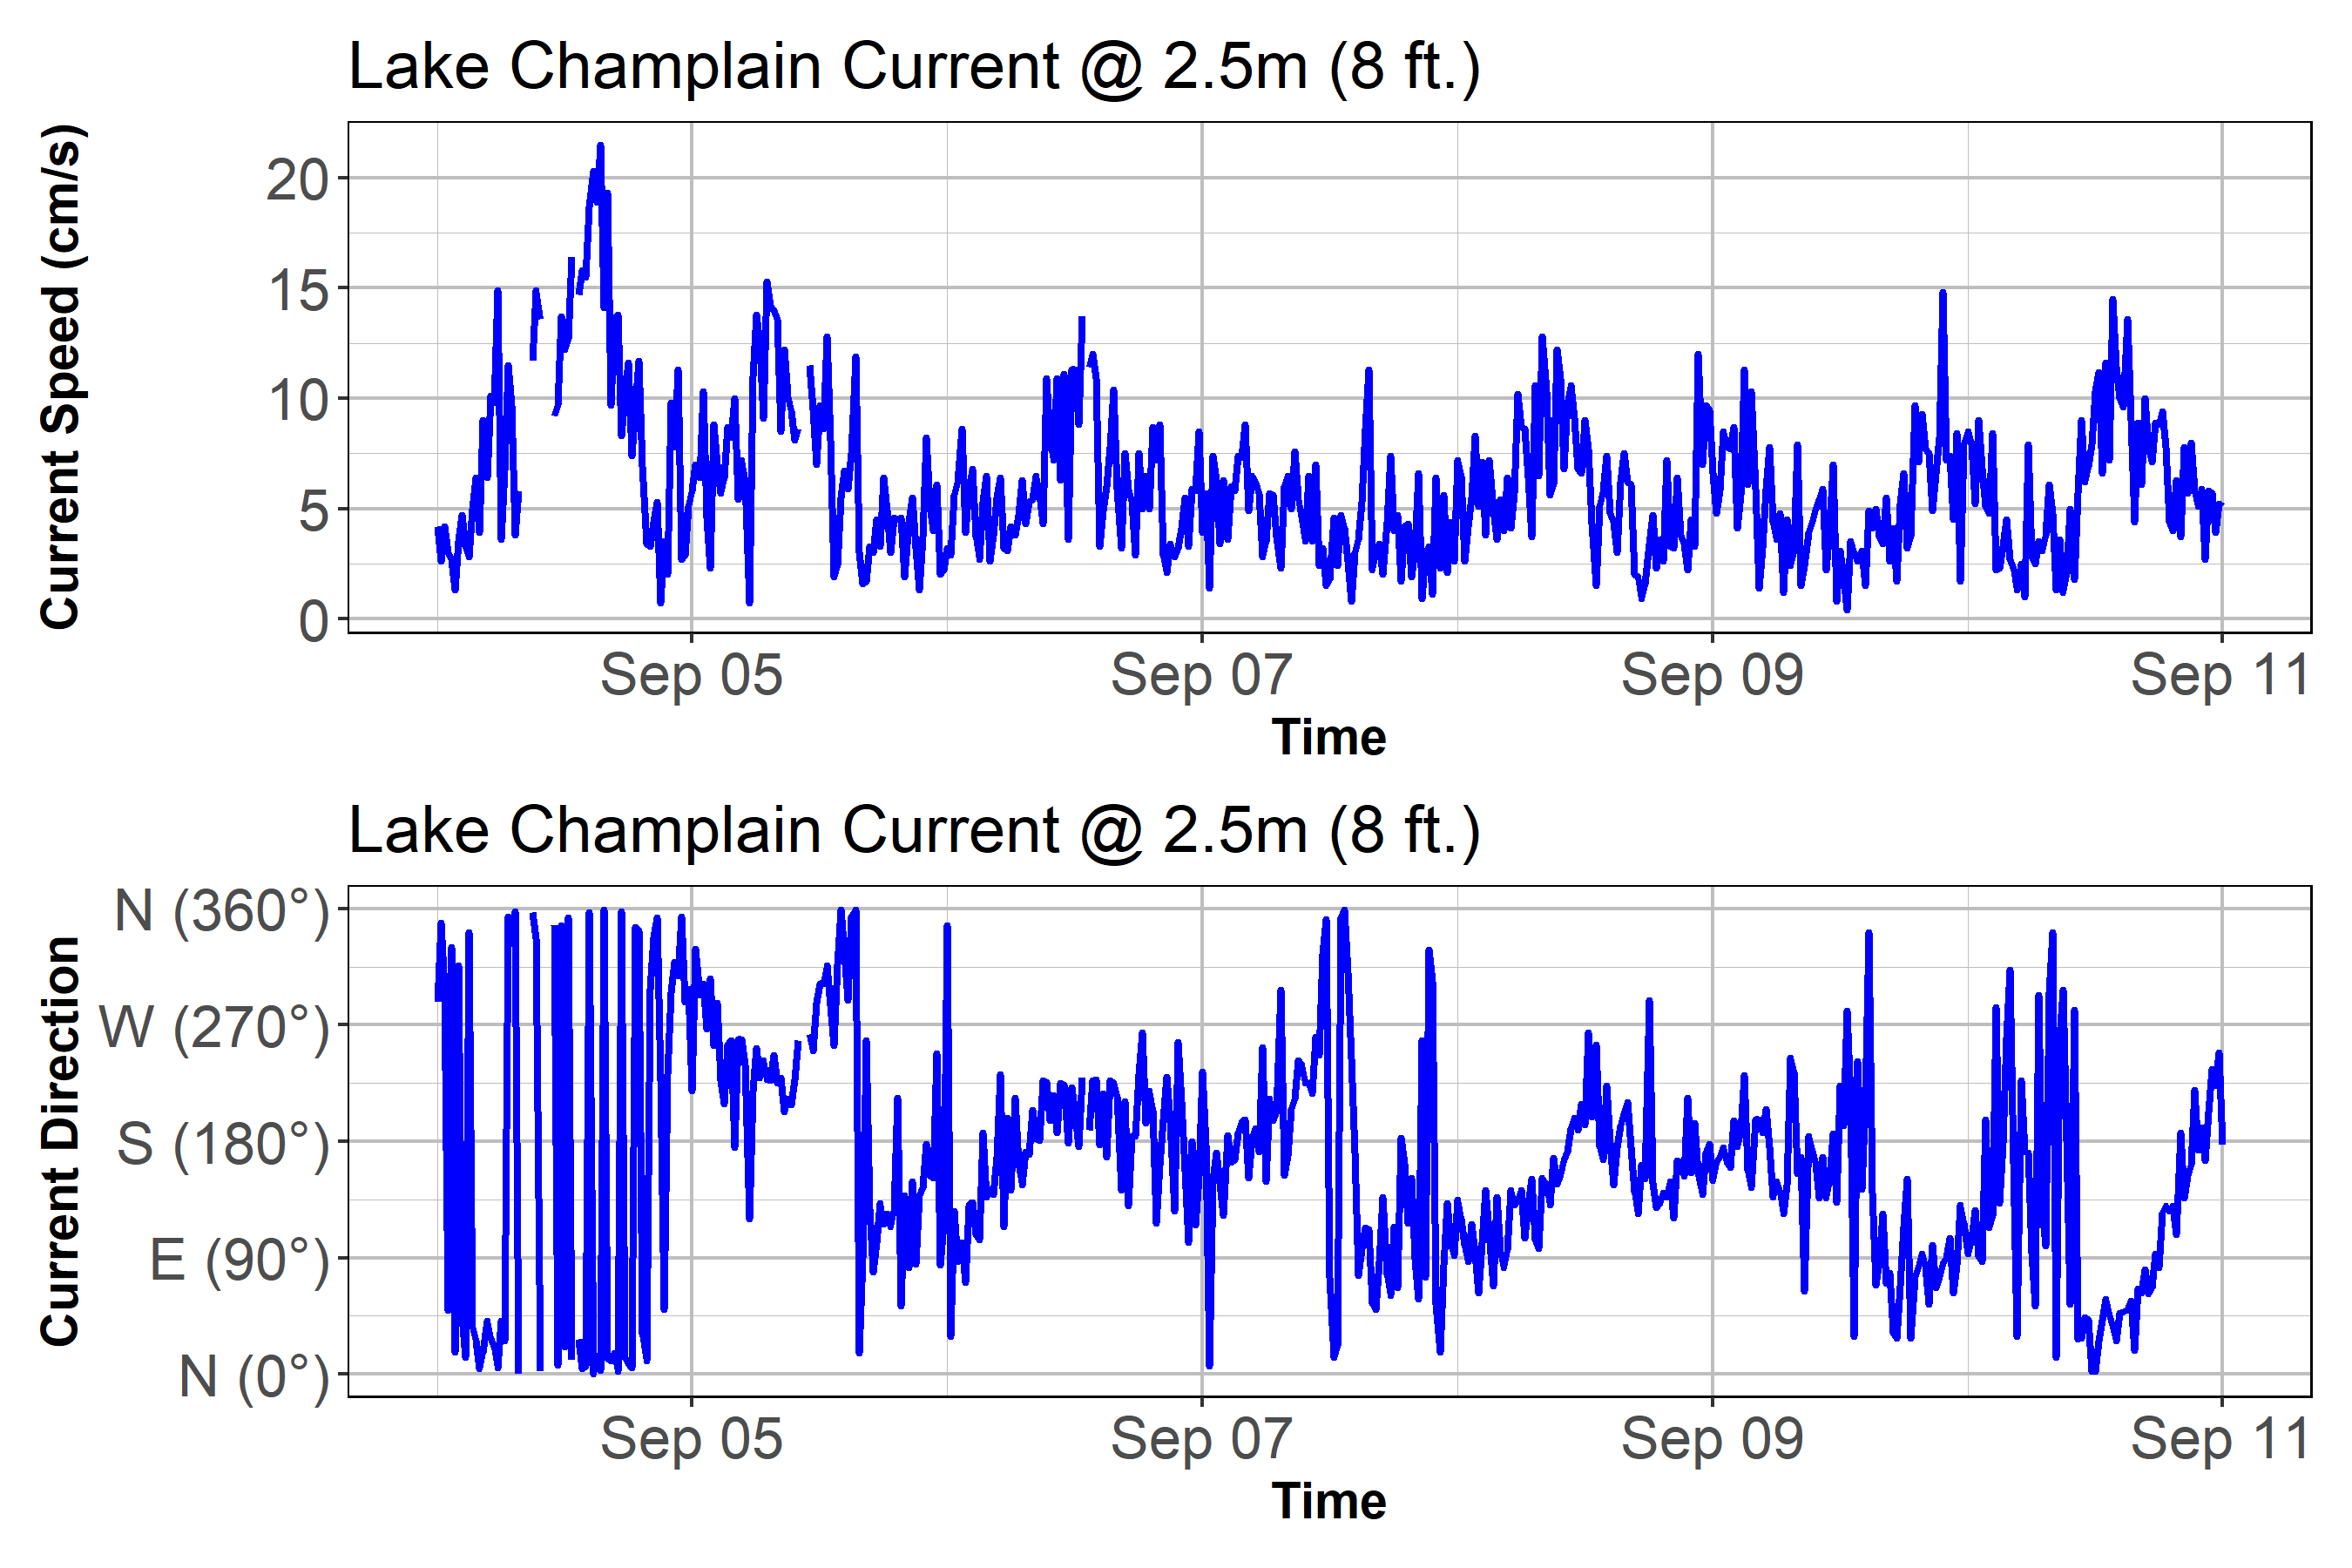 Lake Champlain Current @ 2.5m (8 ft.)
Current Speed (cm/s)
20
15
10
5
0
Sep 05 Sep 07 Sep 09 Sep 11
Time
Lake Champlain Current @ 2.5m (8 ft.)
Current Direction
N (360°)
W (270°)
S (180°)
E (90°)
N (0°)
Sep 05 Sep 07 Sep 09 Sep 11
Time